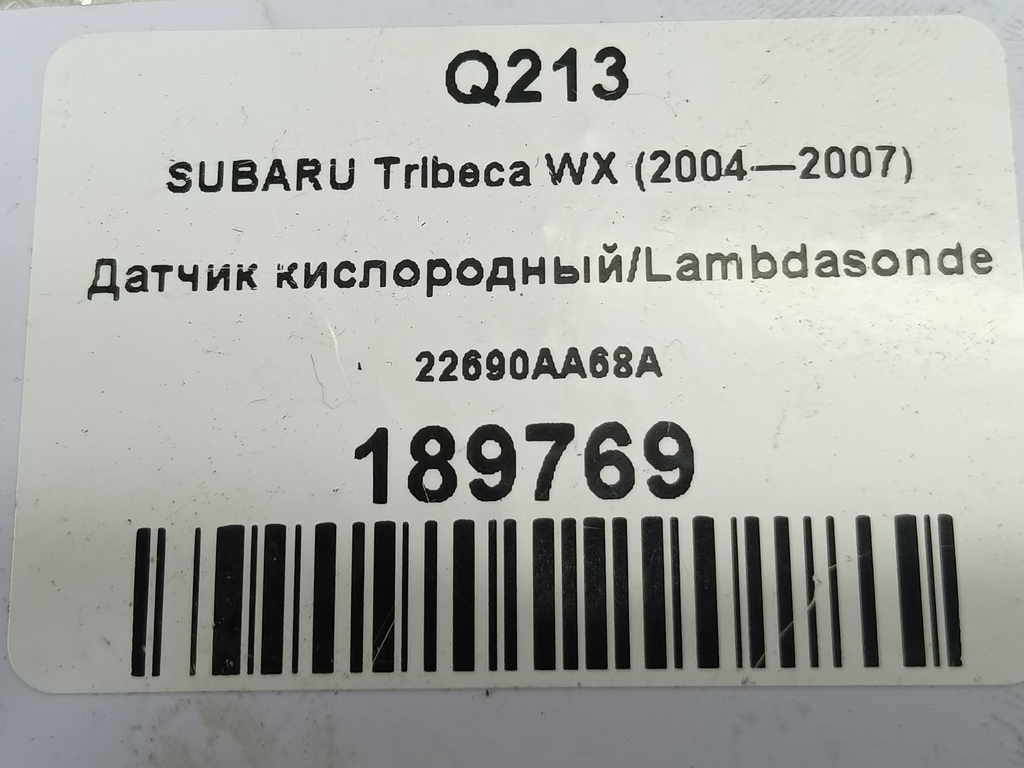 Q213
SUBARU Tribeca WX (2004—2007)
Датчик кислородный/Lambdasonde
22690AA68A
189769